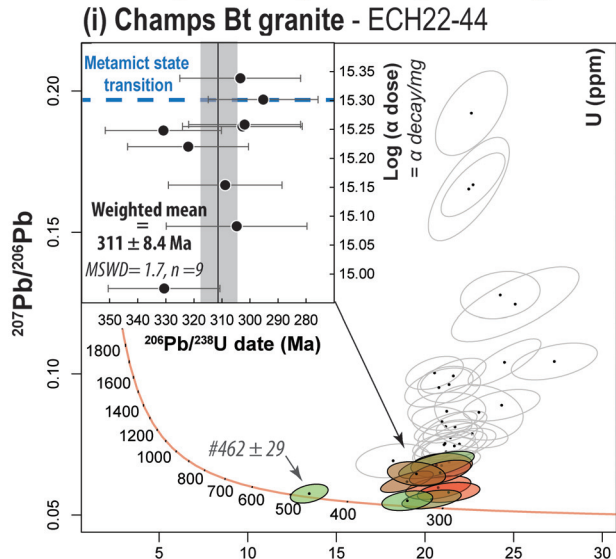 (i) Champs Bt granite - ECH22-44
Metamict state
transition
Weighted mean
=
311 ± 8.4 Ma
MSWD= 1.7, n=9
15.35
15.30
15.25
15.20
15.15
15.10
15.05
15.00
Log (α dose)
= α decay/mg
U (ppm)
350 340 330 320 310 300 290 280
206Pb/238U date (Ma)
207Pb/206Pb
0.20
0.15
0.10
0.05
1800
1600
1400
1200
1000
800
700
600
500
400
300
#462 ± 29
5 10 15 20 25 30